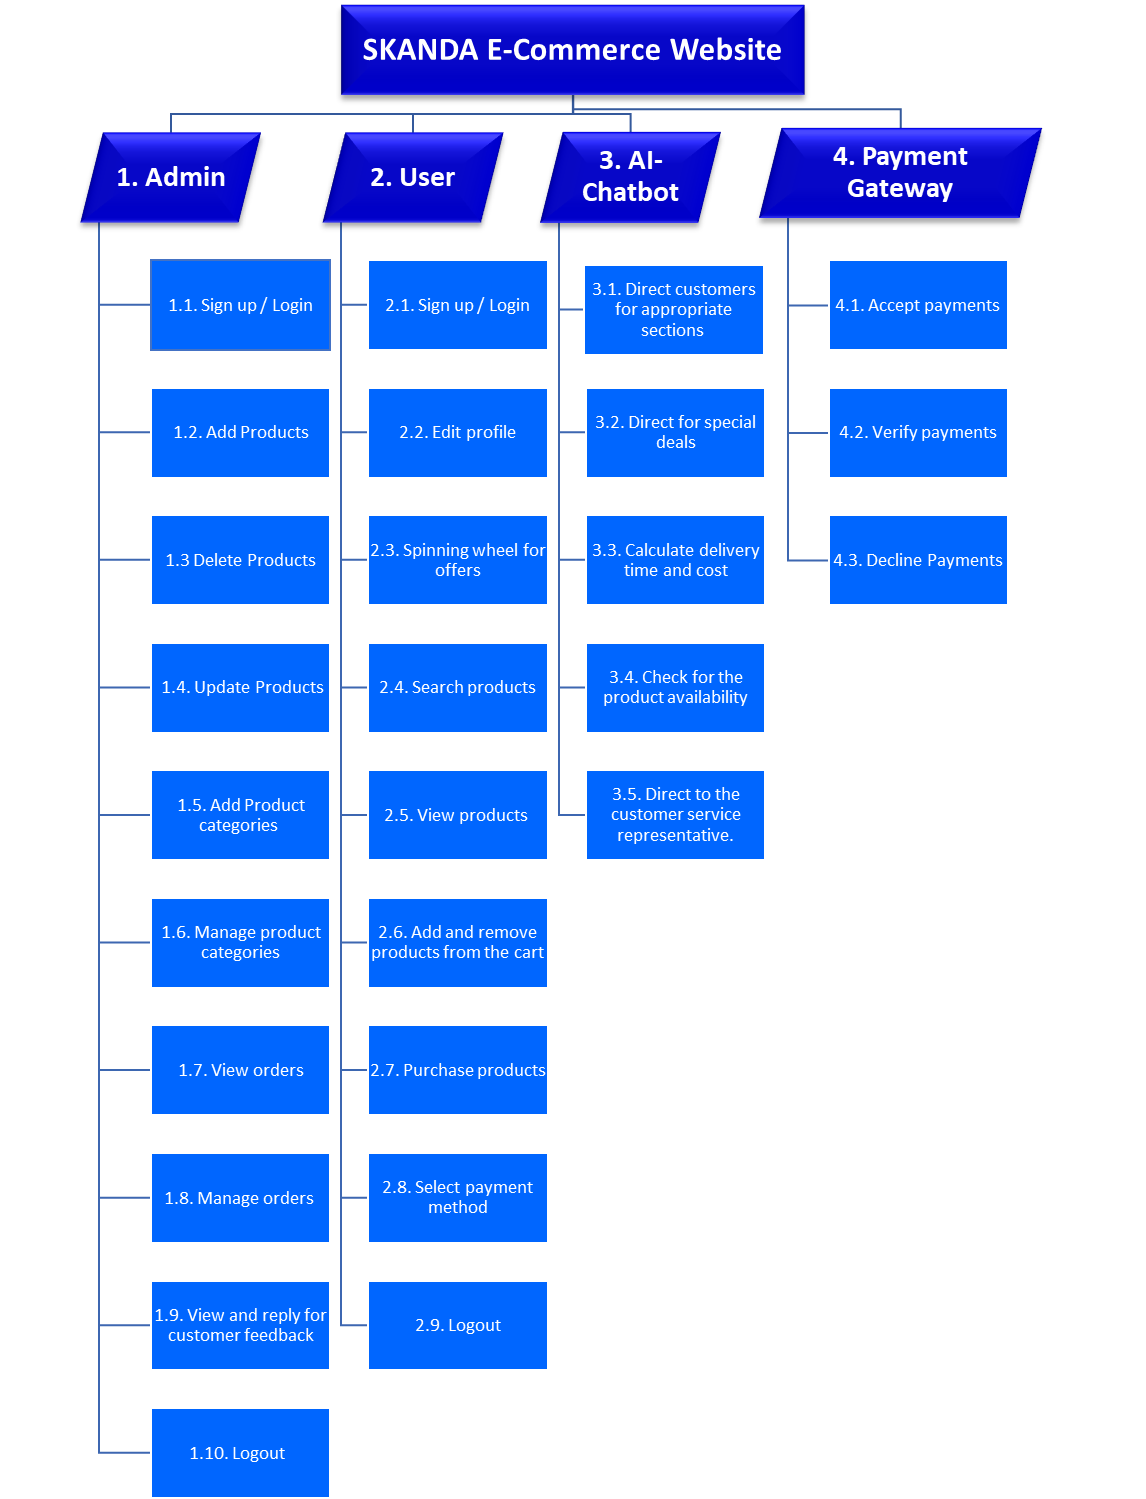 SKANDA E-Commerce Website
1. Admin
2. User
3. AI-
Chatbot
4. Payment
Gateway
1.1. Sign up / Login
1.2. Add Products
1.3 Delete Products
1.4. Update Products
1.5. Add Product
categories
1.6. Manage product
categories
1.7. View orders
1.8. Manage orders
1.9. View and reply for
customer feedback
1.10. Logout
2.1. Sign up / Login
2.2. Edit profile
2.3. Spinning wheel for
offers
2.4. Search products
2.5. View products
2.6. Add and remove
products from the cart
2.7. Purchase products
2.8. Select payment
method
2.9. Logout
3.1. Direct customers
for appropriate
sections
3.2. Direct for special
deals
3.3. Calculate delivery
time and cost
3.4. Check for the
product availability
3.5. Direct to the
customer service
representative.
4.1. Accept payments
4.2. Verify payments
4.3. Decline Payments